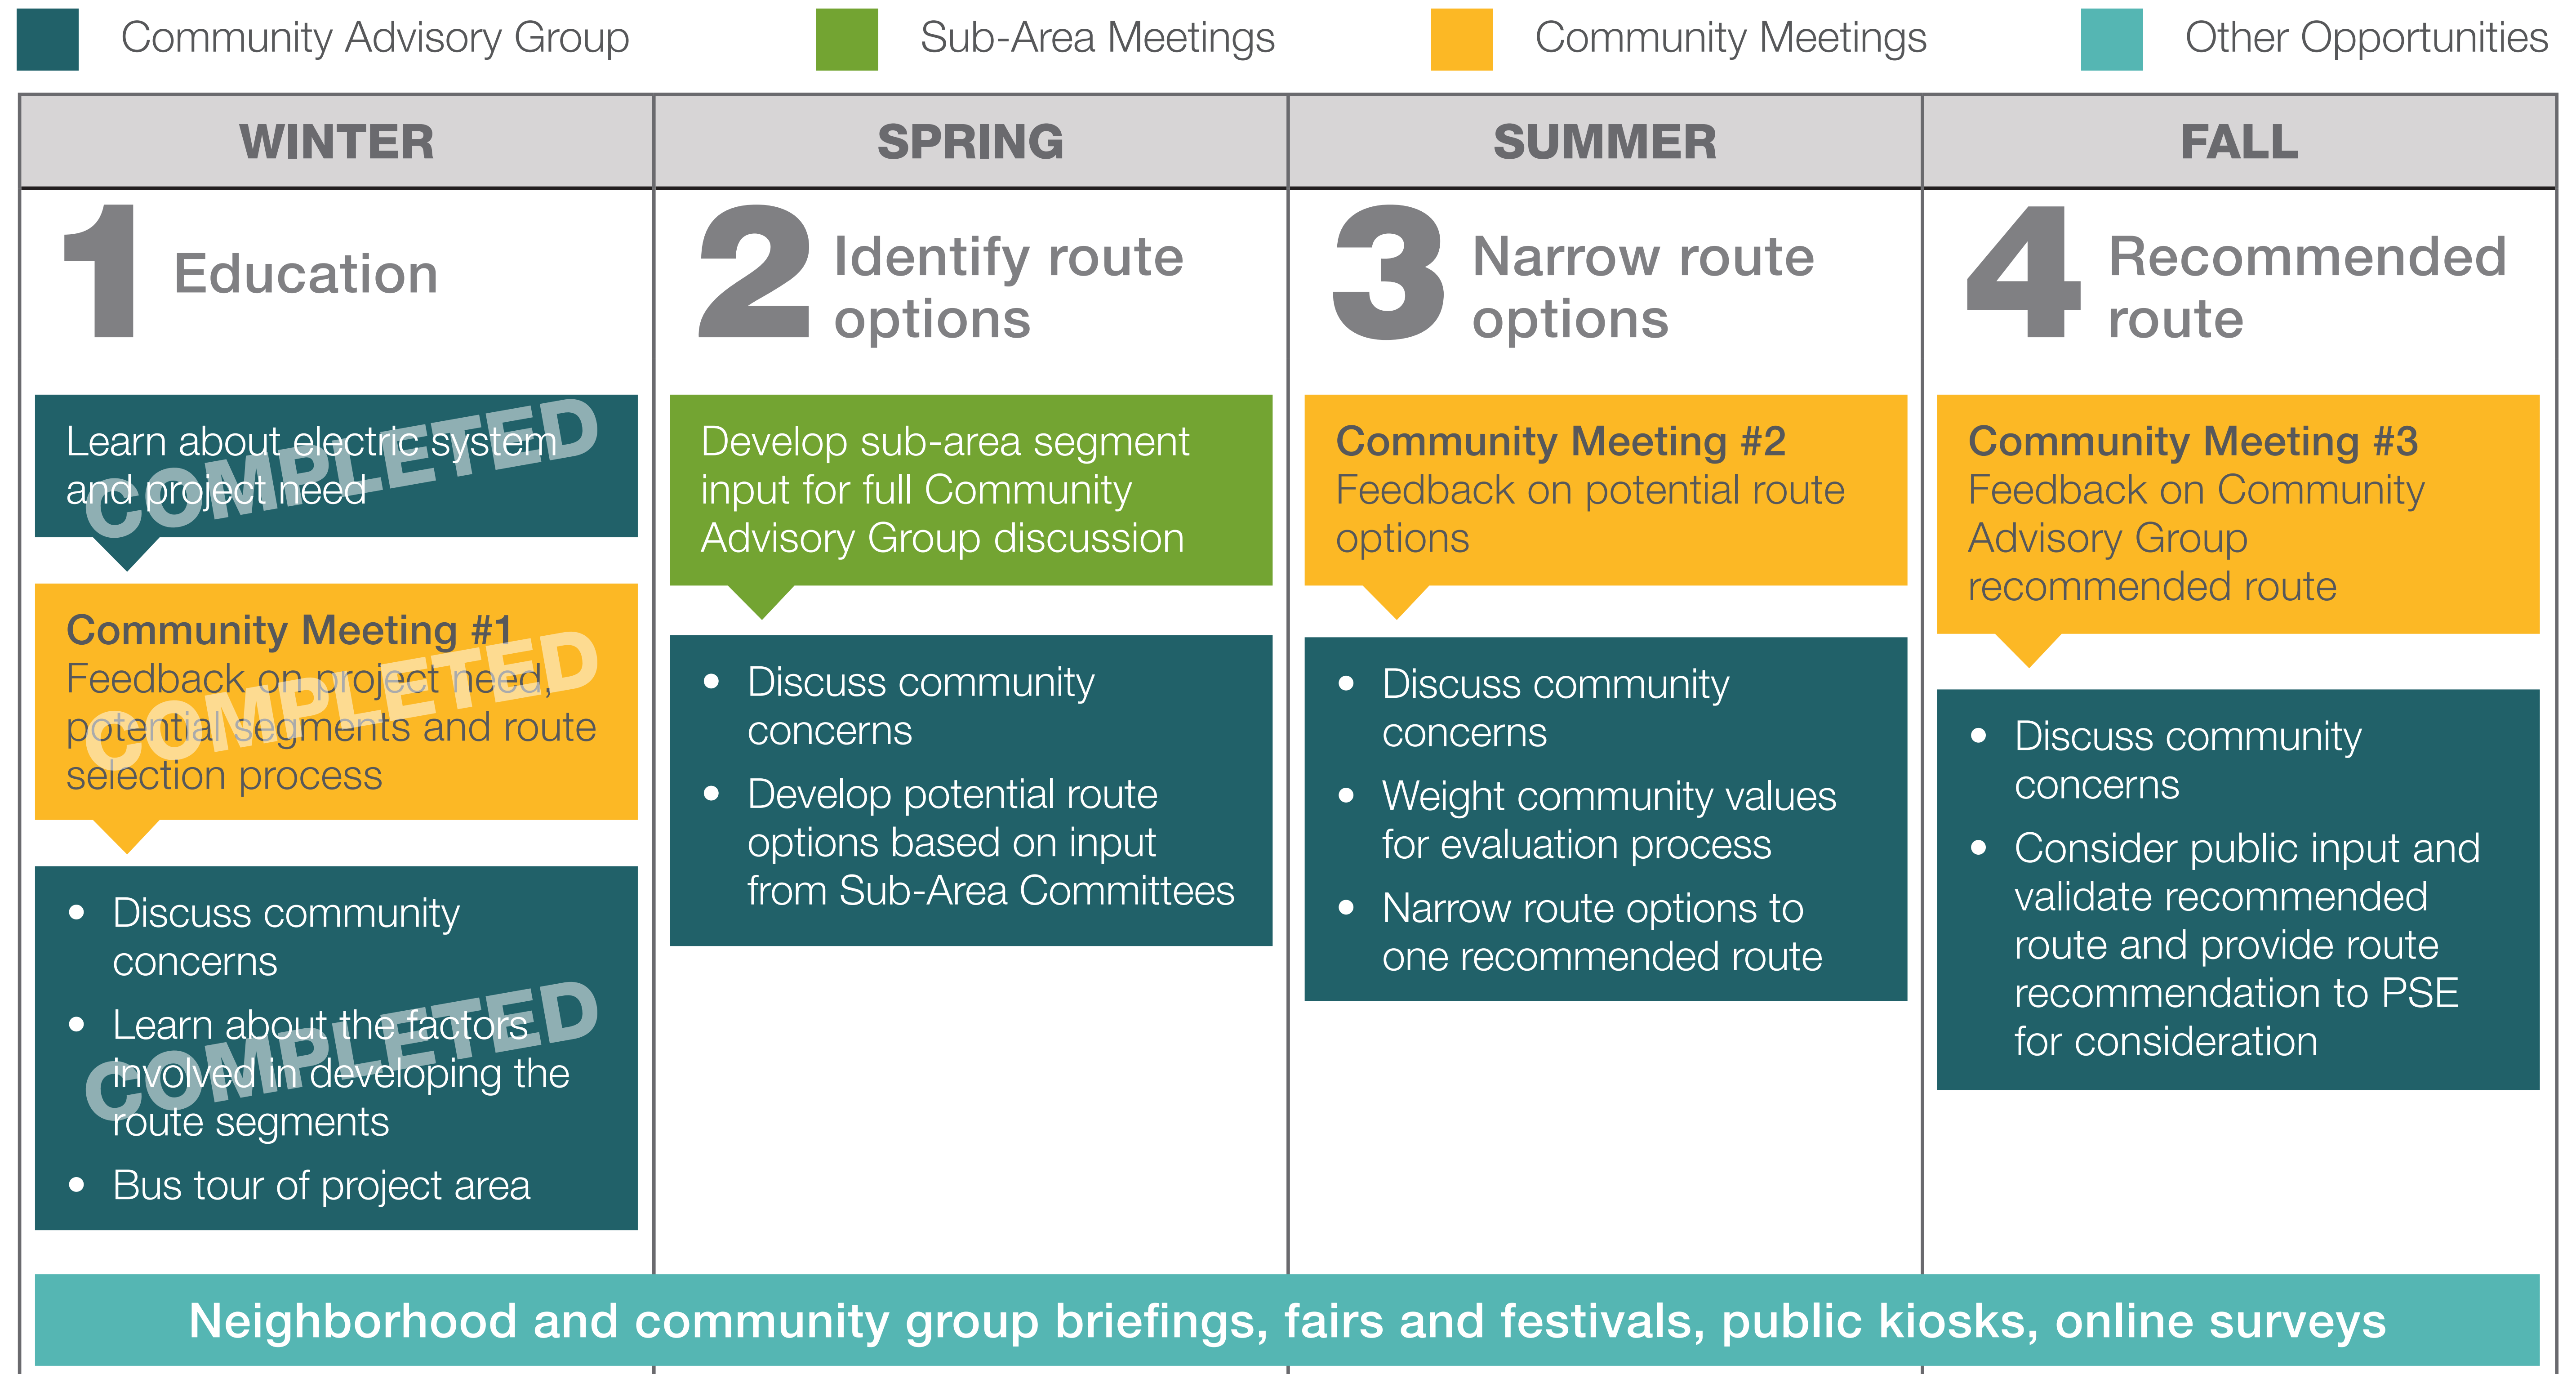 Community Advisory Group
Sub-Area Meetings
Community Meetings
Other Opportunities
WINTER
SPRING
SUMMER
FALL
1 Education
2 Identify route
options
3 Narrow route
options
4 Recommended
route
Learn about electric system
and project need
COMPLETED
Community Meeting #1
Feedback on project need,
potential segments and route
selection process
COMPLETED
• Discuss community
concerns
• Learn about the factors
involved in developing the
route segments
• Bus tour of project area
COMPLETED
Develop sub-area segment
input for full Community
Advisory Group discussion
• Discuss community
concerns
• Develop potential route
options based on input
from Sub-Area Committees
Community Meeting #2
Feedback on potential route
options
• Discuss community
concerns
• Weight community values
for evaluation process
• Narrow route options to
one recommended route
Community Meeting #3
Feedback on Community
Advisory Group
recommended route
• Discuss community
concerns
• Consider public input and
validate recommended
route and provide route
recommendation to PSE
for consideration
Neighborhood and community group briefings, fairs and festivals, public kiosks, online surveys